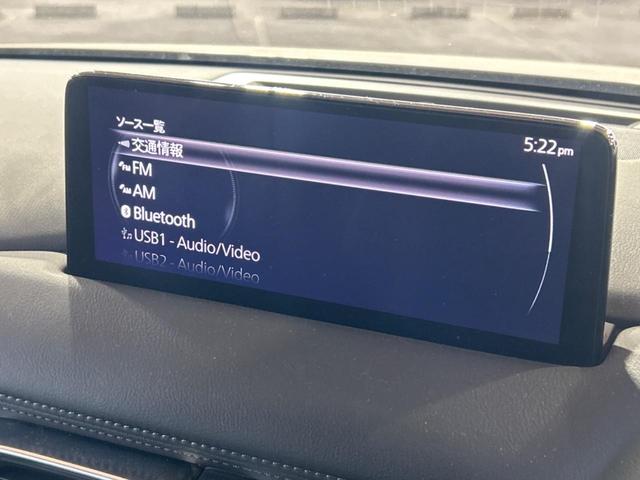 ソース一覧
5:22pm
交通情報
FM
AM
Bluetooth
USB1 - Audio/Video
USB2 - Audio/Video